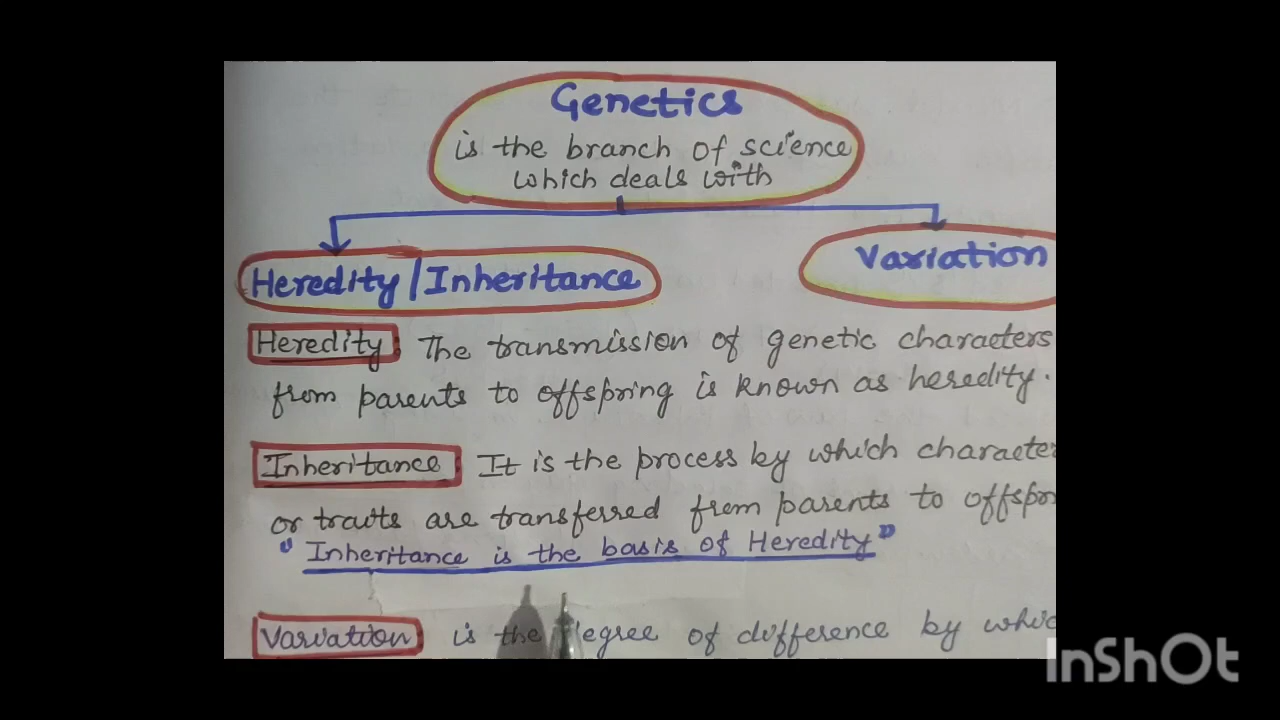 Genetics
is the branch of science
which deals with
Heredity/Inheritance
Variation
Heredity: The transmission of genetic characters
from parents to offspring is known as heredity.
Inheritance It is the process by which character
or traits are transferred from parents to offspr
"Inheritance is the basis of Heredity"
Variation is the degree of difference by whic
InShOt